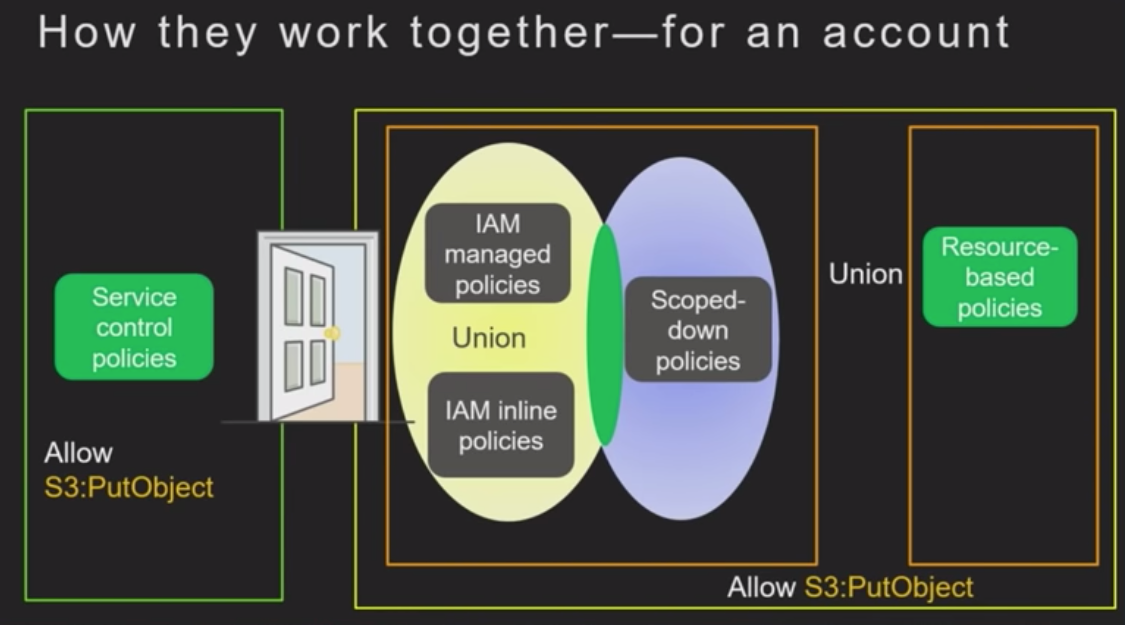 How they work together—for an account
Service
control
policies
Allow
S3:PutObject
IAM
managed
policies
Union
IAM inline
policies
Scoped-
down
policies
Union
Resource-
based
policies
Allow S3:PutObject